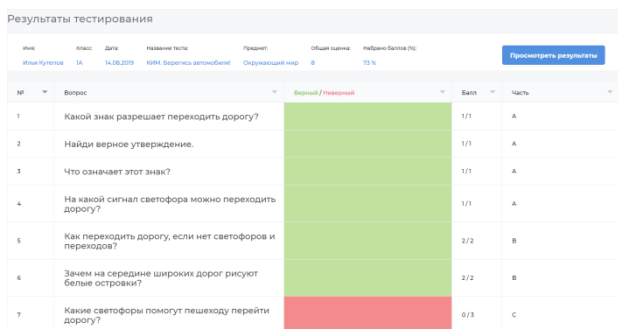 Результаты тестирования
Имя: Класс: Дата: Название теста: Предмет: Общая оценка: Набрано баллов (%):
Илья Кутепов 1А 14.08.2019 КИМ. Берегись автомобиля! Окружающий мир 8 73 %
Просмотреть результаты
№ Вопрос Верный / Неверный Балл Часть
1 Какой знак разрешает переходить дорогу? 1 / 1 A
2 Найди верное утверждение. 1 / 1 A
3 Что означает этот знак? 1 / 1 A
4 На какой сигнал светофора можно переходить
дорогу? 1 / 1 A
5 Как переходить дорогу, если нет светофоров и
переходов? 2 / 2 B
6 Зачем на середине широких дорог рисуют
белые островки? 2 / 2 B
7 Какие светофоры помогут пешеходу перейти
дорогу? 0 / 3 C